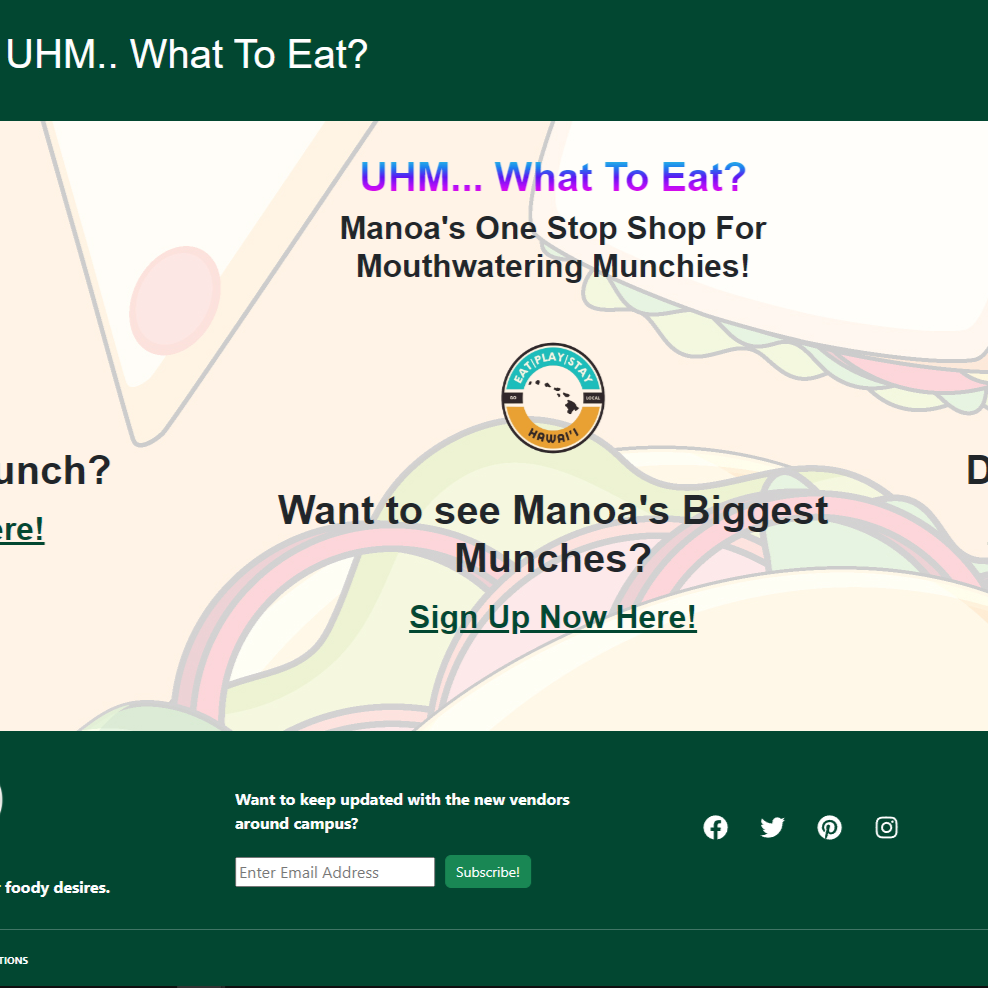 UHM.. What To Eat?
UHM... What To Eat?
Manoa's One Stop Shop For
Mouthwatering Munchies!
EAT|PLAY|STAY
GO
LOCAL
HAWAI'I
unch?
D
ere!
Want to see Manoa's Biggest
Munches?
Sign Up Now Here!
Want to keep updated with the new vendors
around campus?
Enter Email Address
Subscribe!
foody desires.
TIONS